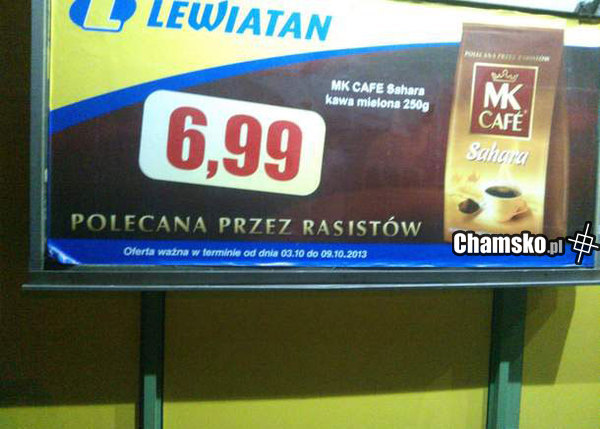 LEWIATAN
MK CAFE Sahara
kawa mielona 250g
6,99
POLECANA PRZEZ RASISTÓW
Oferta ważna w terminie od dnia 03.10 do 09.10.2013
MK
CAFÉ
Sahara
Chamsko.pl